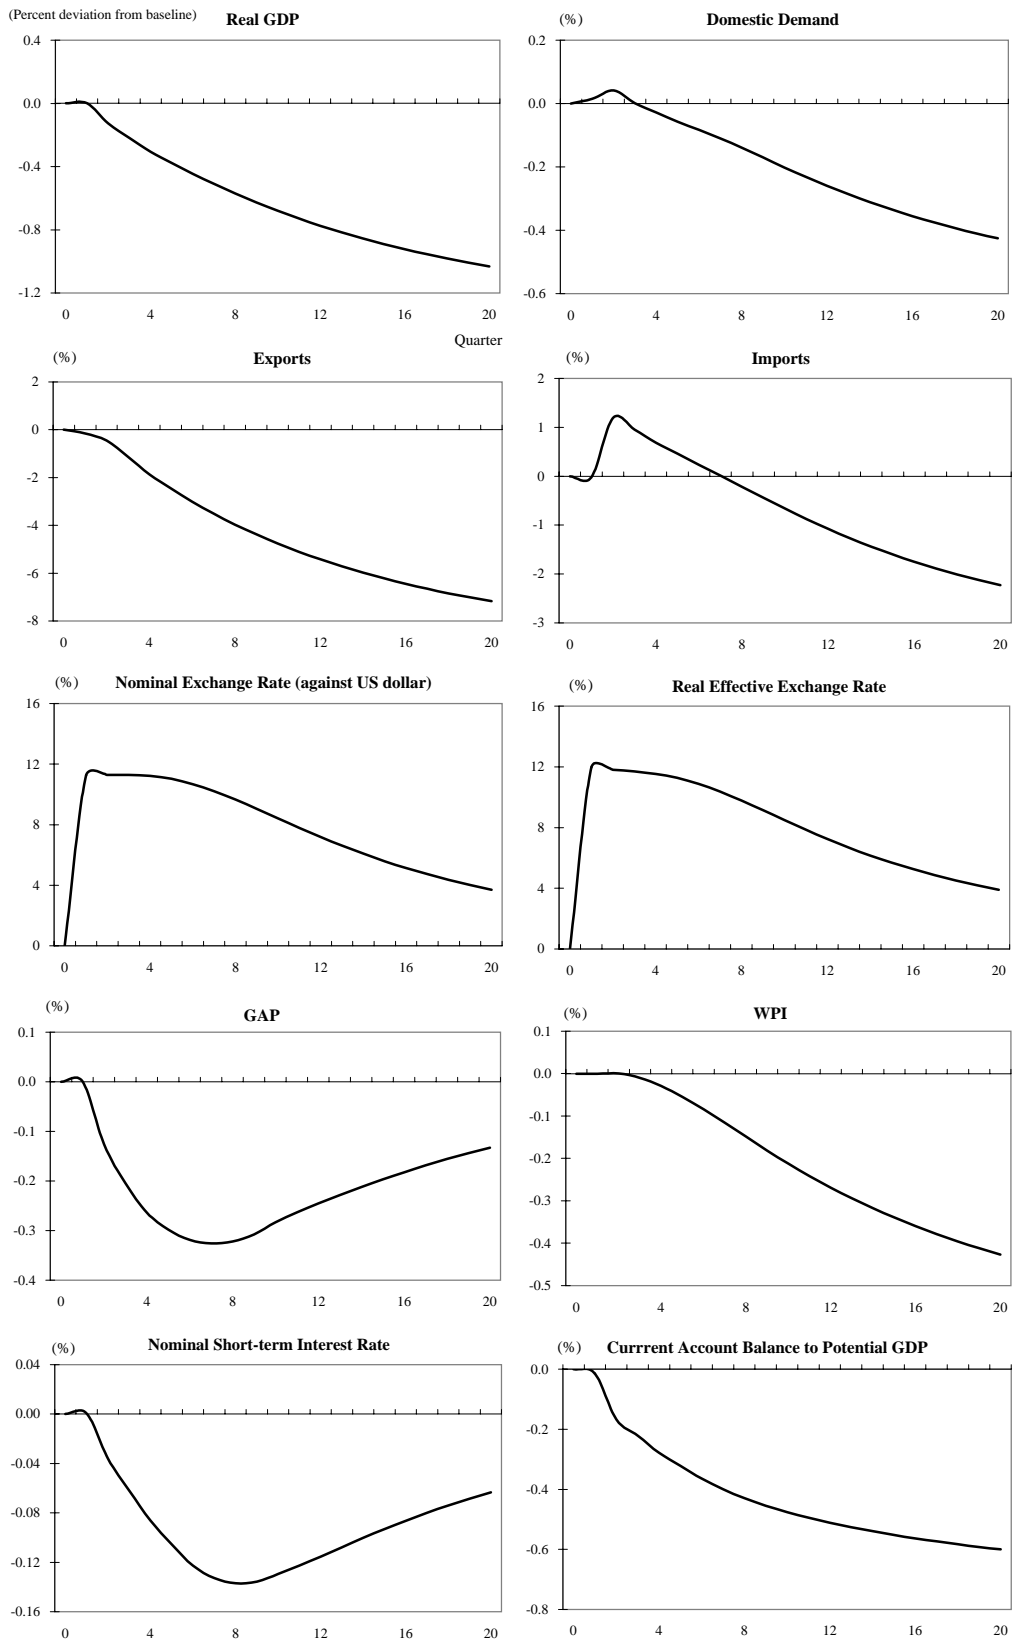 (Percent deviation from baseline)
Real GDP
0.4
0.0
-0.4
-0.8
-1.2
0 4 8 12 16 20
Quarter
(%)
Domestic Demand
0.2
0.0
-0.2
-0.4
-0.6
0 4 8 12 16 20
(%)
Exports
2
0
-2
-4
-6
-8
0 4 8 12 16 20
(%)
Imports
2
1
0
-1
-2
-3
0 4 8 12 16 20
(%)
Nominal Exchange Rate (against US dollar)
16
12
8
4
0
0 4 8 12 16 20
(%)
Real Effective Exchange Rate
16
12
8
4
0
0 4 8 12 16 20
(%)
GAP
0.1
0.0
-0.1
-0.2
-0.3
-0.4
0 4 8 12 16 20
(%)
WPI
0.1
0.0
-0.1
-0.2
-0.3
-0.4
-0.5
0 4 8 12 16 20
(%)
Nominal Short-term Interest Rate
0.04
0.00
-0.04
-0.08
-0.12
-0.16
0 4 8 12 16 20
(%)
Currrent Account Balance to Potential GDP
0.0
-0.2
-0.4
-0.6
-0.8
0 4 8 12 16 20